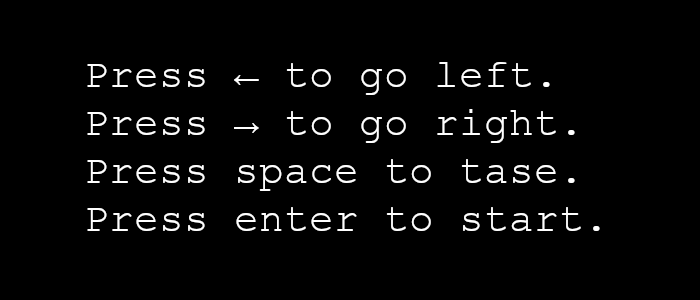 Press ← to go left.
Press → to go right.
Press space to tase.
Press enter to start.